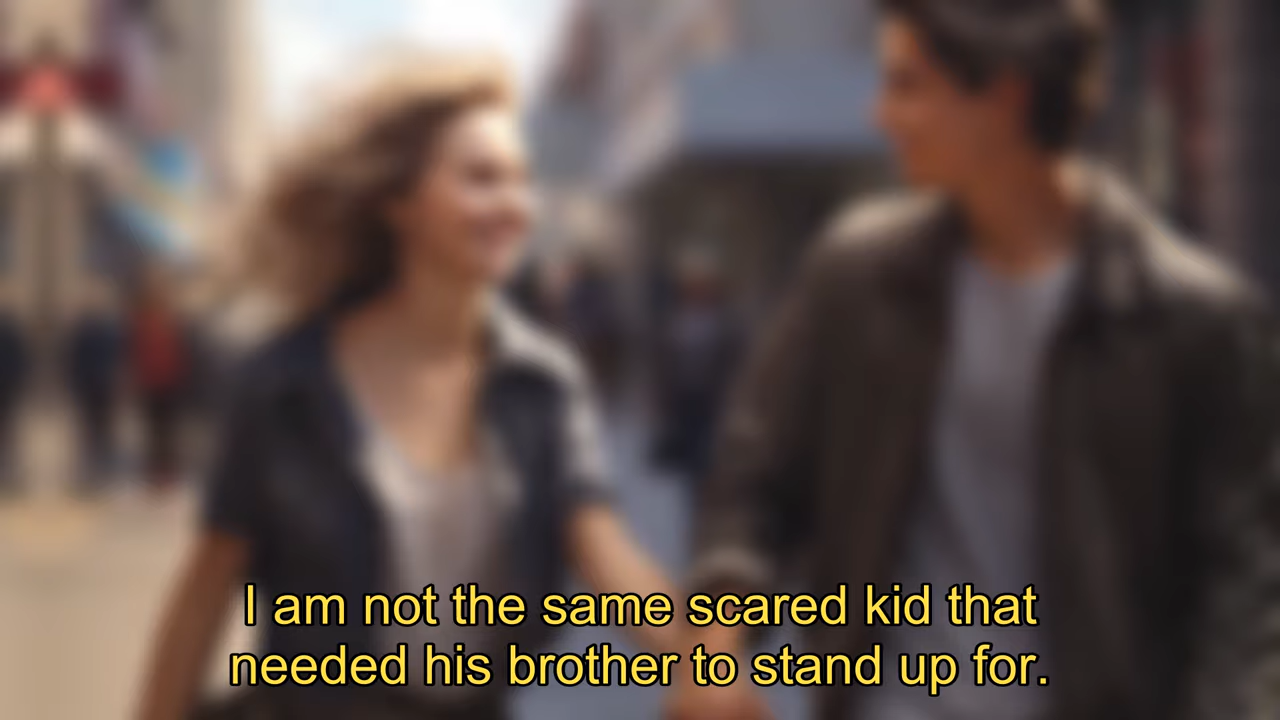 I am not the same scared kid that
needed his brother to stand up for.